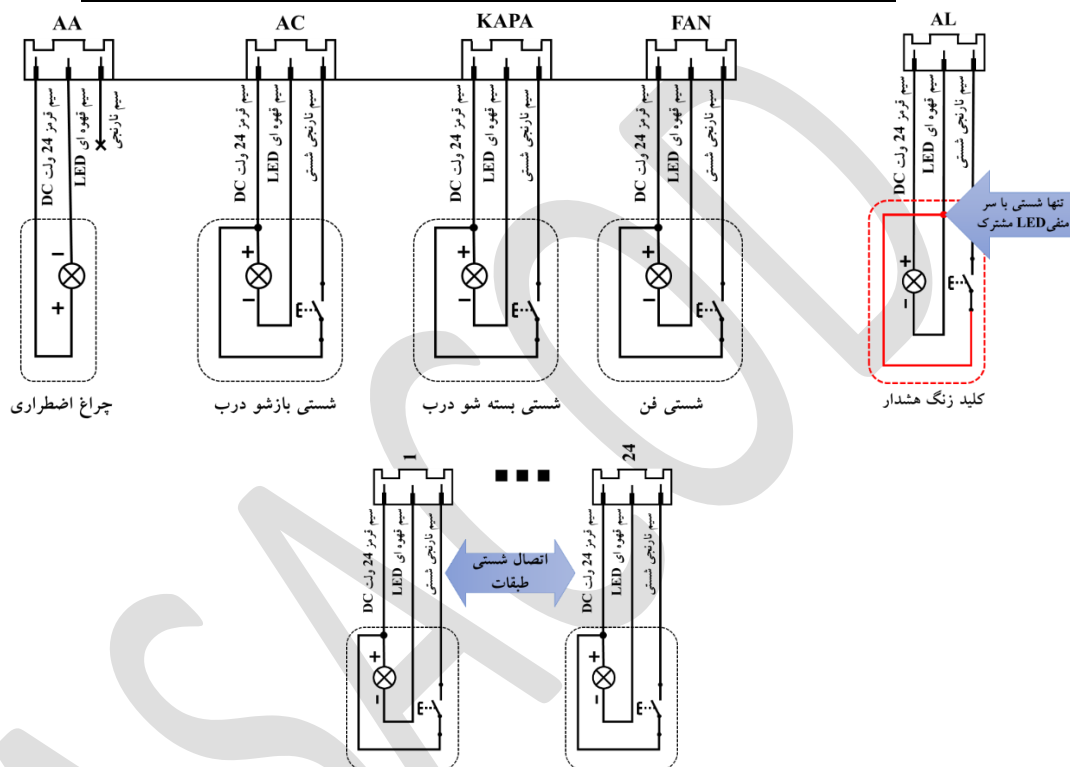 AA
AC
KAPA
FAN
AL
سیم قرمز 24 ولت DC
سیم قهوه ای LED
سیم نارنجی
سیم قرمز 24 ولت DC
سیم قهوه ای LED
سیم نارنجی شستی
سیم قرمز 24 ولت DC
سیم قهوه ای LED
سیم نارنجی شستی
سیم قرمز 24 ولت DC
سیم قهوه ای LED
سیم نارنجی شستی
سیم قرمز 24 ولت DC
سیم قهوه ای LED
سیم نارنجی شستی
تنها شستی با سر
منفیLED مشترک
چراغ اضطراری
شستی بازشو درب
شستی بسته شو درب
شستی فن
کلید زنگ هشدار
1
24
سیم قرمز 24 ولت DC
سیم قهوه ای LED
سیم نارنجی شستی
اتصال شستی
طبقات
سیم قرمز 24 ولت DC
سیم قهوه ای LED
سیم نارنجی شستی